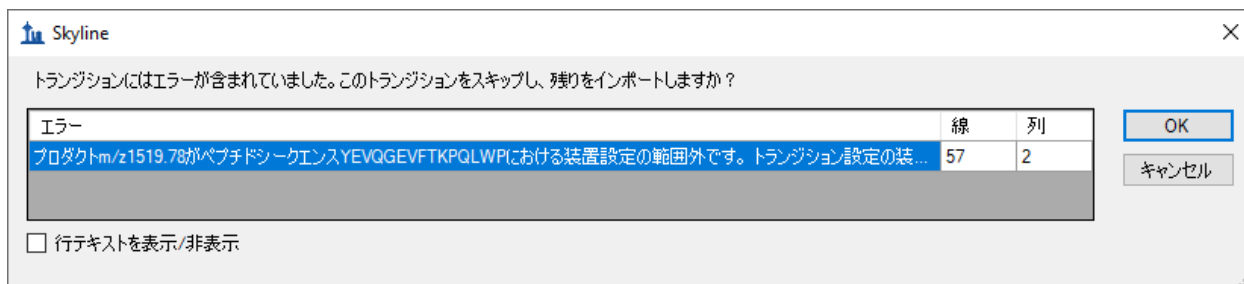 Skyline
トランジションにはエラーが含まれていました。このトランジションをスキップし、残りをインポートしますか？
エラー 線 列
プロダクトm/z1519.78がペプチドシークエンスYEVQGEVFTKPQLWPにおける装置設定の範囲外です。トランジション設定の装... 57 2
OK
キャンセル
行テキストを表示/非表示